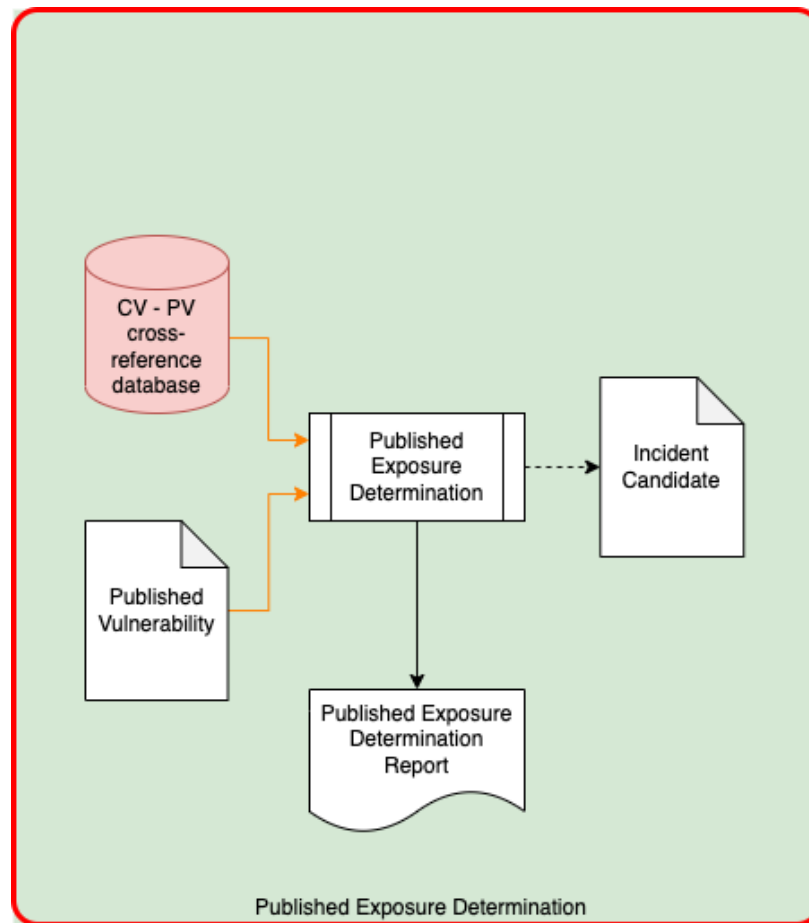 CV - PV
cross-
reference
database
Published
Exposure
Determination
Incident
Candidate
Published
Vulnerability
Published Exposure
Determination
Report
Published Exposure Determination